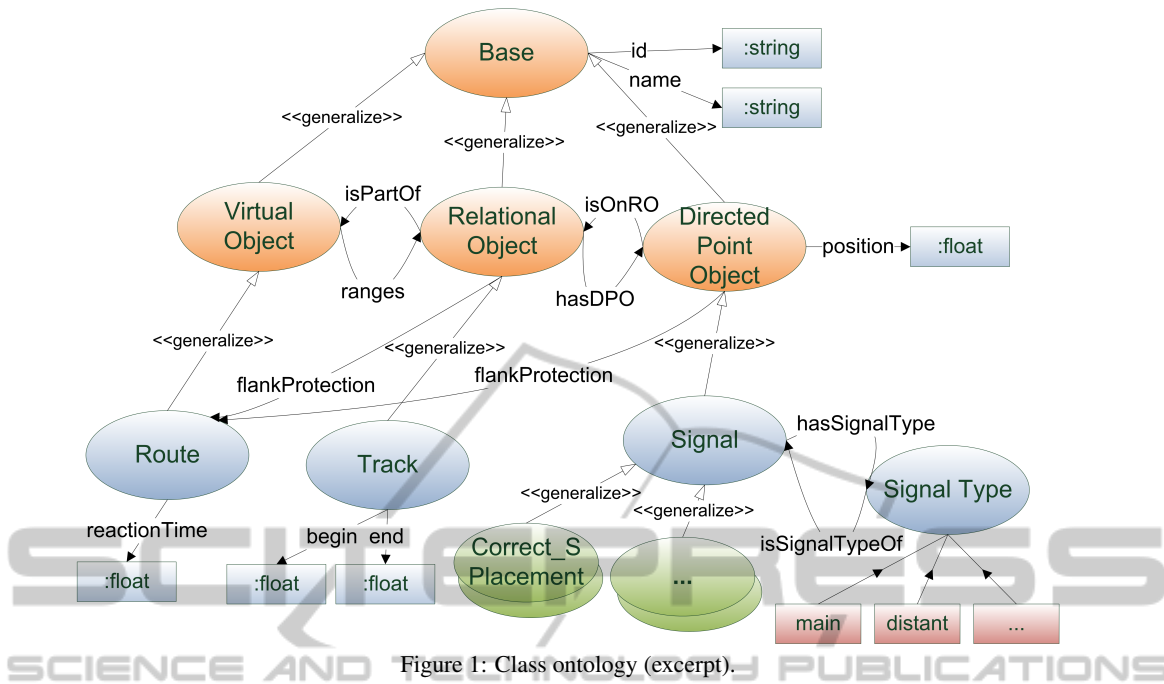 Base
id
:string
name
:string
<<generalize>>
<<generalize>>
<<generalize>>
Virtual
Object
isPartOf
ranges
Relational
Object
isOnRO
hasDPO
Directed
Point
Object
position
:float
<<generalize>>
<<generalize>>
<<generalize>>
flankProtection
flankProtection
Route
Track
Signal
hasSignalType
Signal Type
isSignalTypeOf
reactionTime
:float
begin
end
:float
:float
<<generalize>>
<<generalize>>
Correct_S
Placement
...
main
distant
...
SCITEPRESS
SCIENCE AND TECHNOLOGY PUBLICATIONS
Figure 1: Class ontology (excerpt).